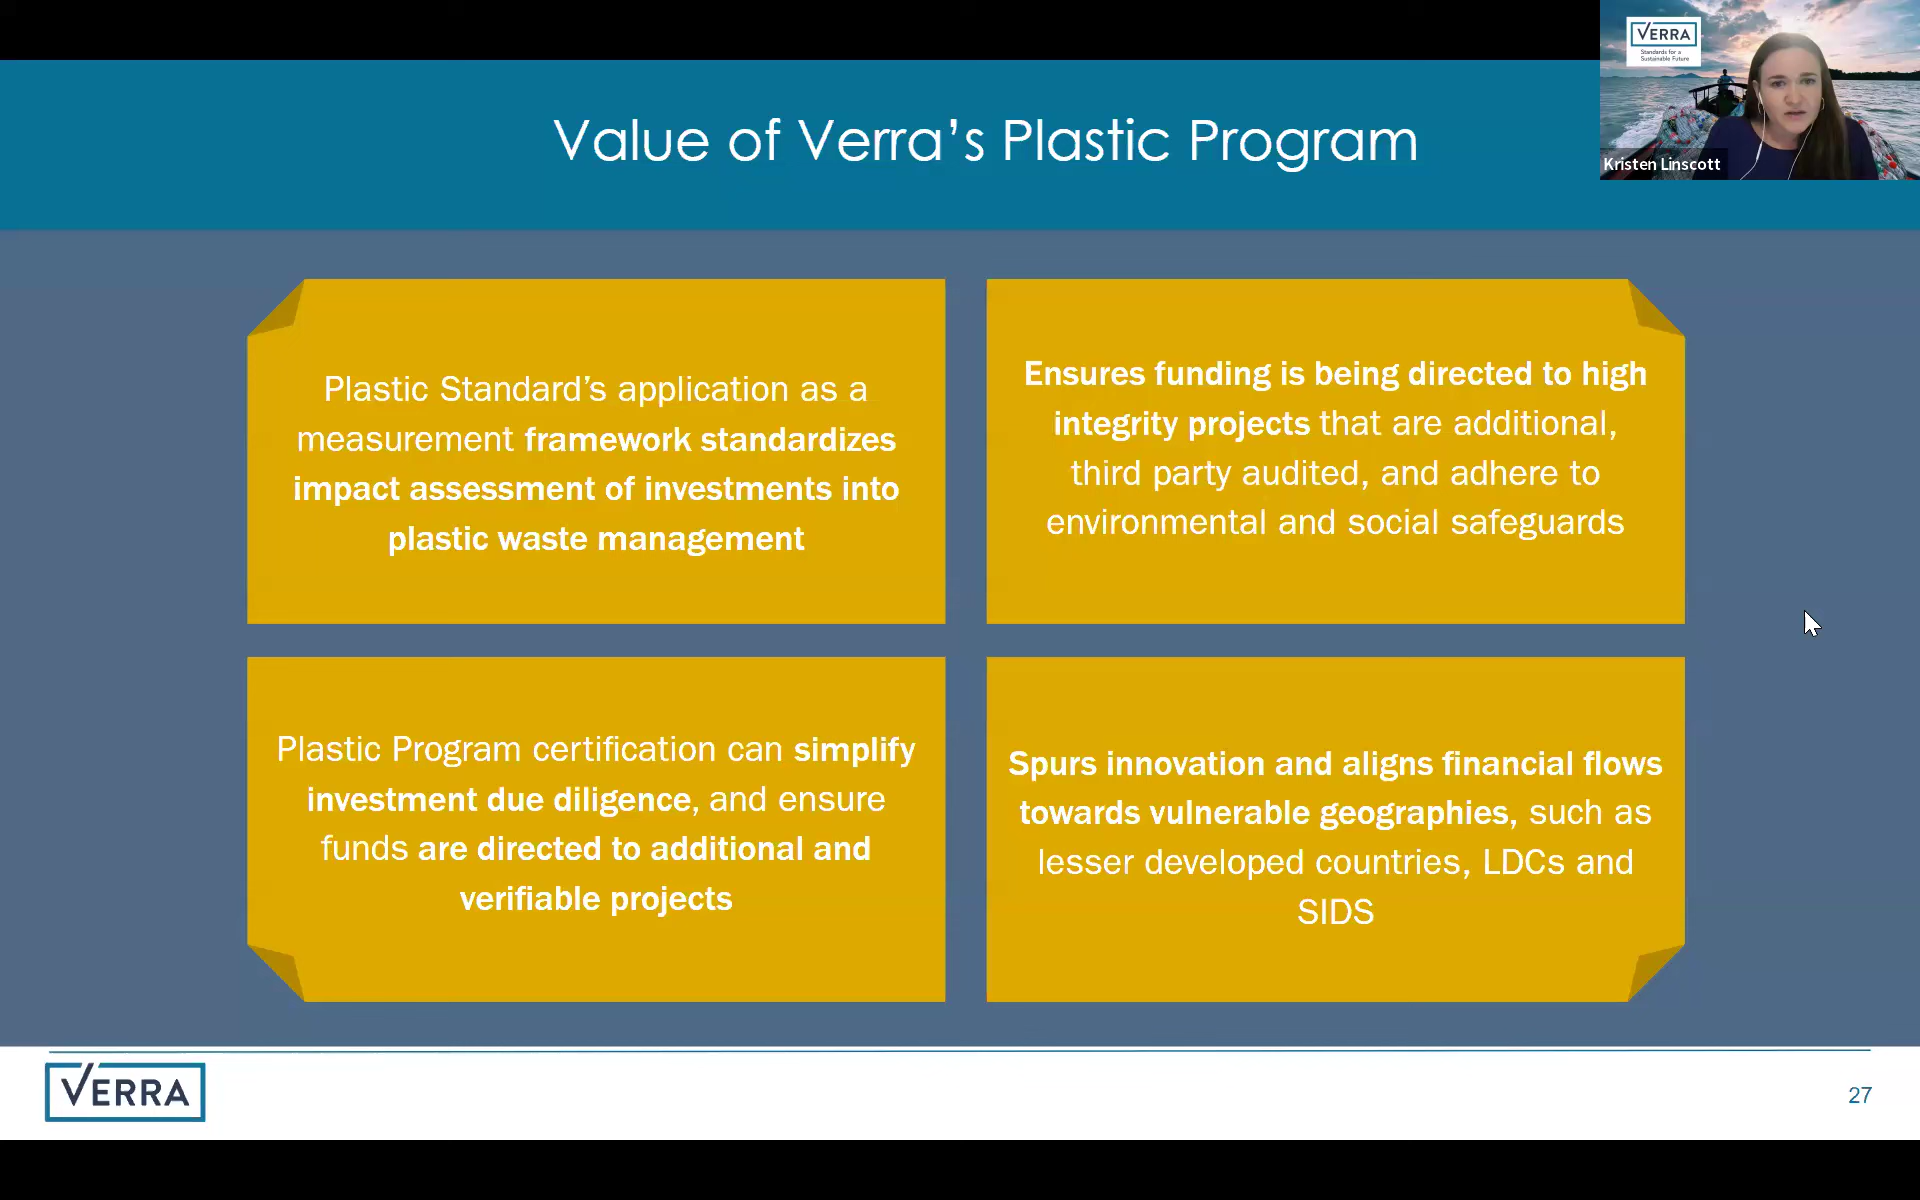 VERRA
Standards for a
Sustainable Future
Kristen Linscott
Value of Verra’s Plastic Program
Plastic Standard’s application as a
measurement framework standardizes
impact assessment of investments into
plastic waste management
Ensures funding is being directed to high
integrity projects that are additional,
third party audited, and adhere to
environmental and social safeguards
Plastic Program certification can simplify
investment due diligence, and ensure
funds are directed to additional and
verifiable projects
Spurs innovation and aligns financial flows
towards vulnerable geographies, such as
lesser developed countries, LDCs and
SIDS
VERRA
27